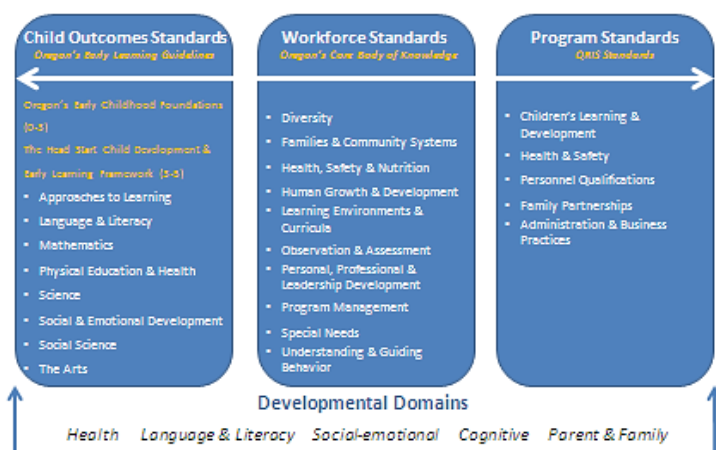 Child Outcomes Standards
Oregon's Early Learning Guidelines
Oregon's Early Childhood Foundations
(0-3)
The Head Start Child Development &
Early Learning Framework (3-5)
• Approaches to Learning
• Language & Literacy
• Mathematics
• Physical Education & Health
• Science
• Social & Emotional Development
• Social Science
• The Arts
Workforce Standards
Oregon's Core Body of Knowledge
• Diversity
• Families & Community Systems
• Health, Safety & Nutrition
• Human Growth & Development
• Learning Environments &
Curricula
• Observation & Assessment
• Personal, Professional &
Leadership Development
• Program Management
• Special Needs
• Understanding & Guiding
Behavior
Program Standards
QRIS Standards
• Children's Learning &
Development
• Health & Safety
• Personnel Qualifications
• Family Partnerships
• Administration & Business
Practices
Developmental Domains
Health Language & Literacy Social-emotional Cognitive Parent & Family